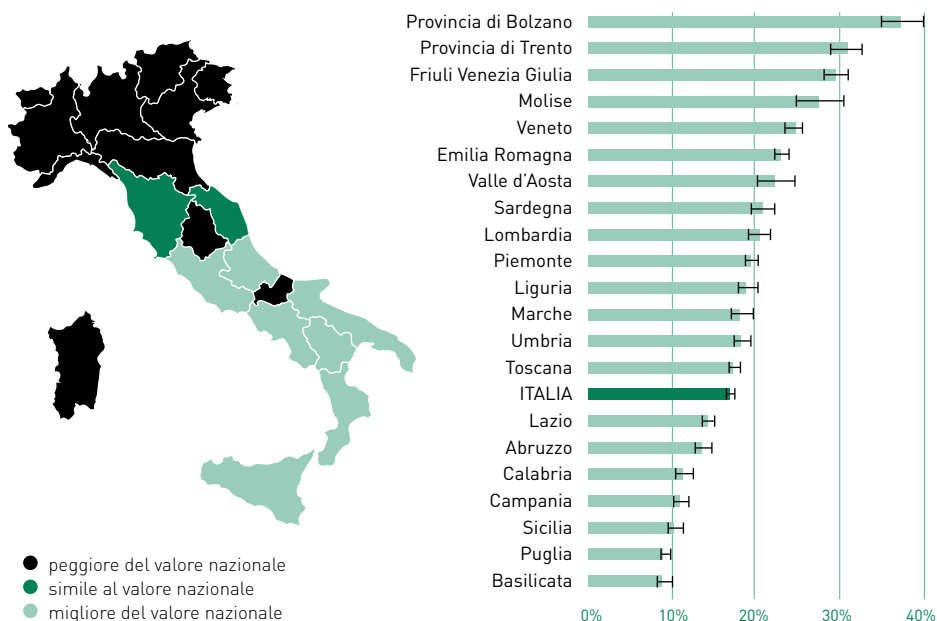 Provincia di Bolzano
Provincia di Trento
Friuli Venezia Giulia
Molise
Veneto
Emilia Romagna
Valle d'Aosta
Sardegna
Lombardia
Piemonte
Liguria
Marche
Umbria
Toscana
ITALIA
Lazio
Abruzzo
Calabria
Campania
Sicilia
Puglia
Basilicata
0% 10% 20% 30% 40%
peggiore del valore nazionale
simile al valore nazionale
migliore del valore nazionale